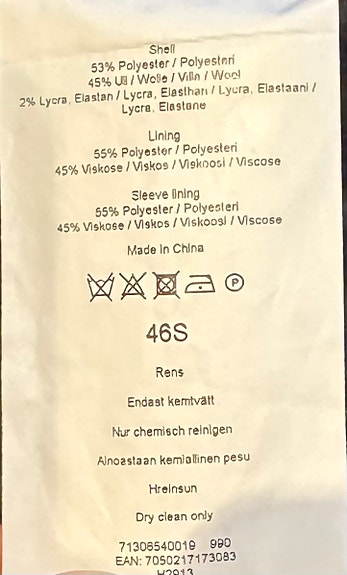 Shell
53% Polyester / Polyesteri
45% Ull / Wolle / Villa / Wool
2% Lycra, Elastan / Lycra, Elasthan / Lycra, Elastaani /
Lycra, Elastane
Lining
55% Polyester / Polyesteri
45% Viskose / Viskos / Viskoosi / Viscose
Sleeve lining
55% Polyester / Polyesteri
45% Viskose / Viskos / Viskoosi / Viscose
Made in China
P
46S
Rens
Endast kemtvätt
Nur chemisch reinigen
Ainoastaan kemiallinen pesu
Hreinsun
Dry clean only
71306540019 990
EAN: 7050217173083
H2913